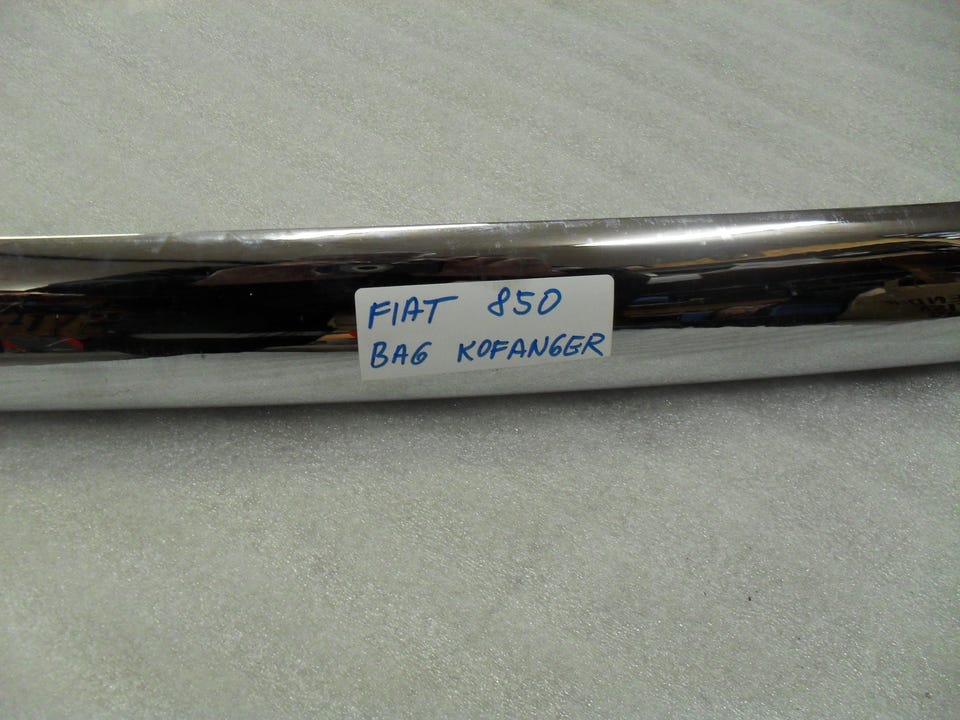 FIAT 850
BAG KOFANGER